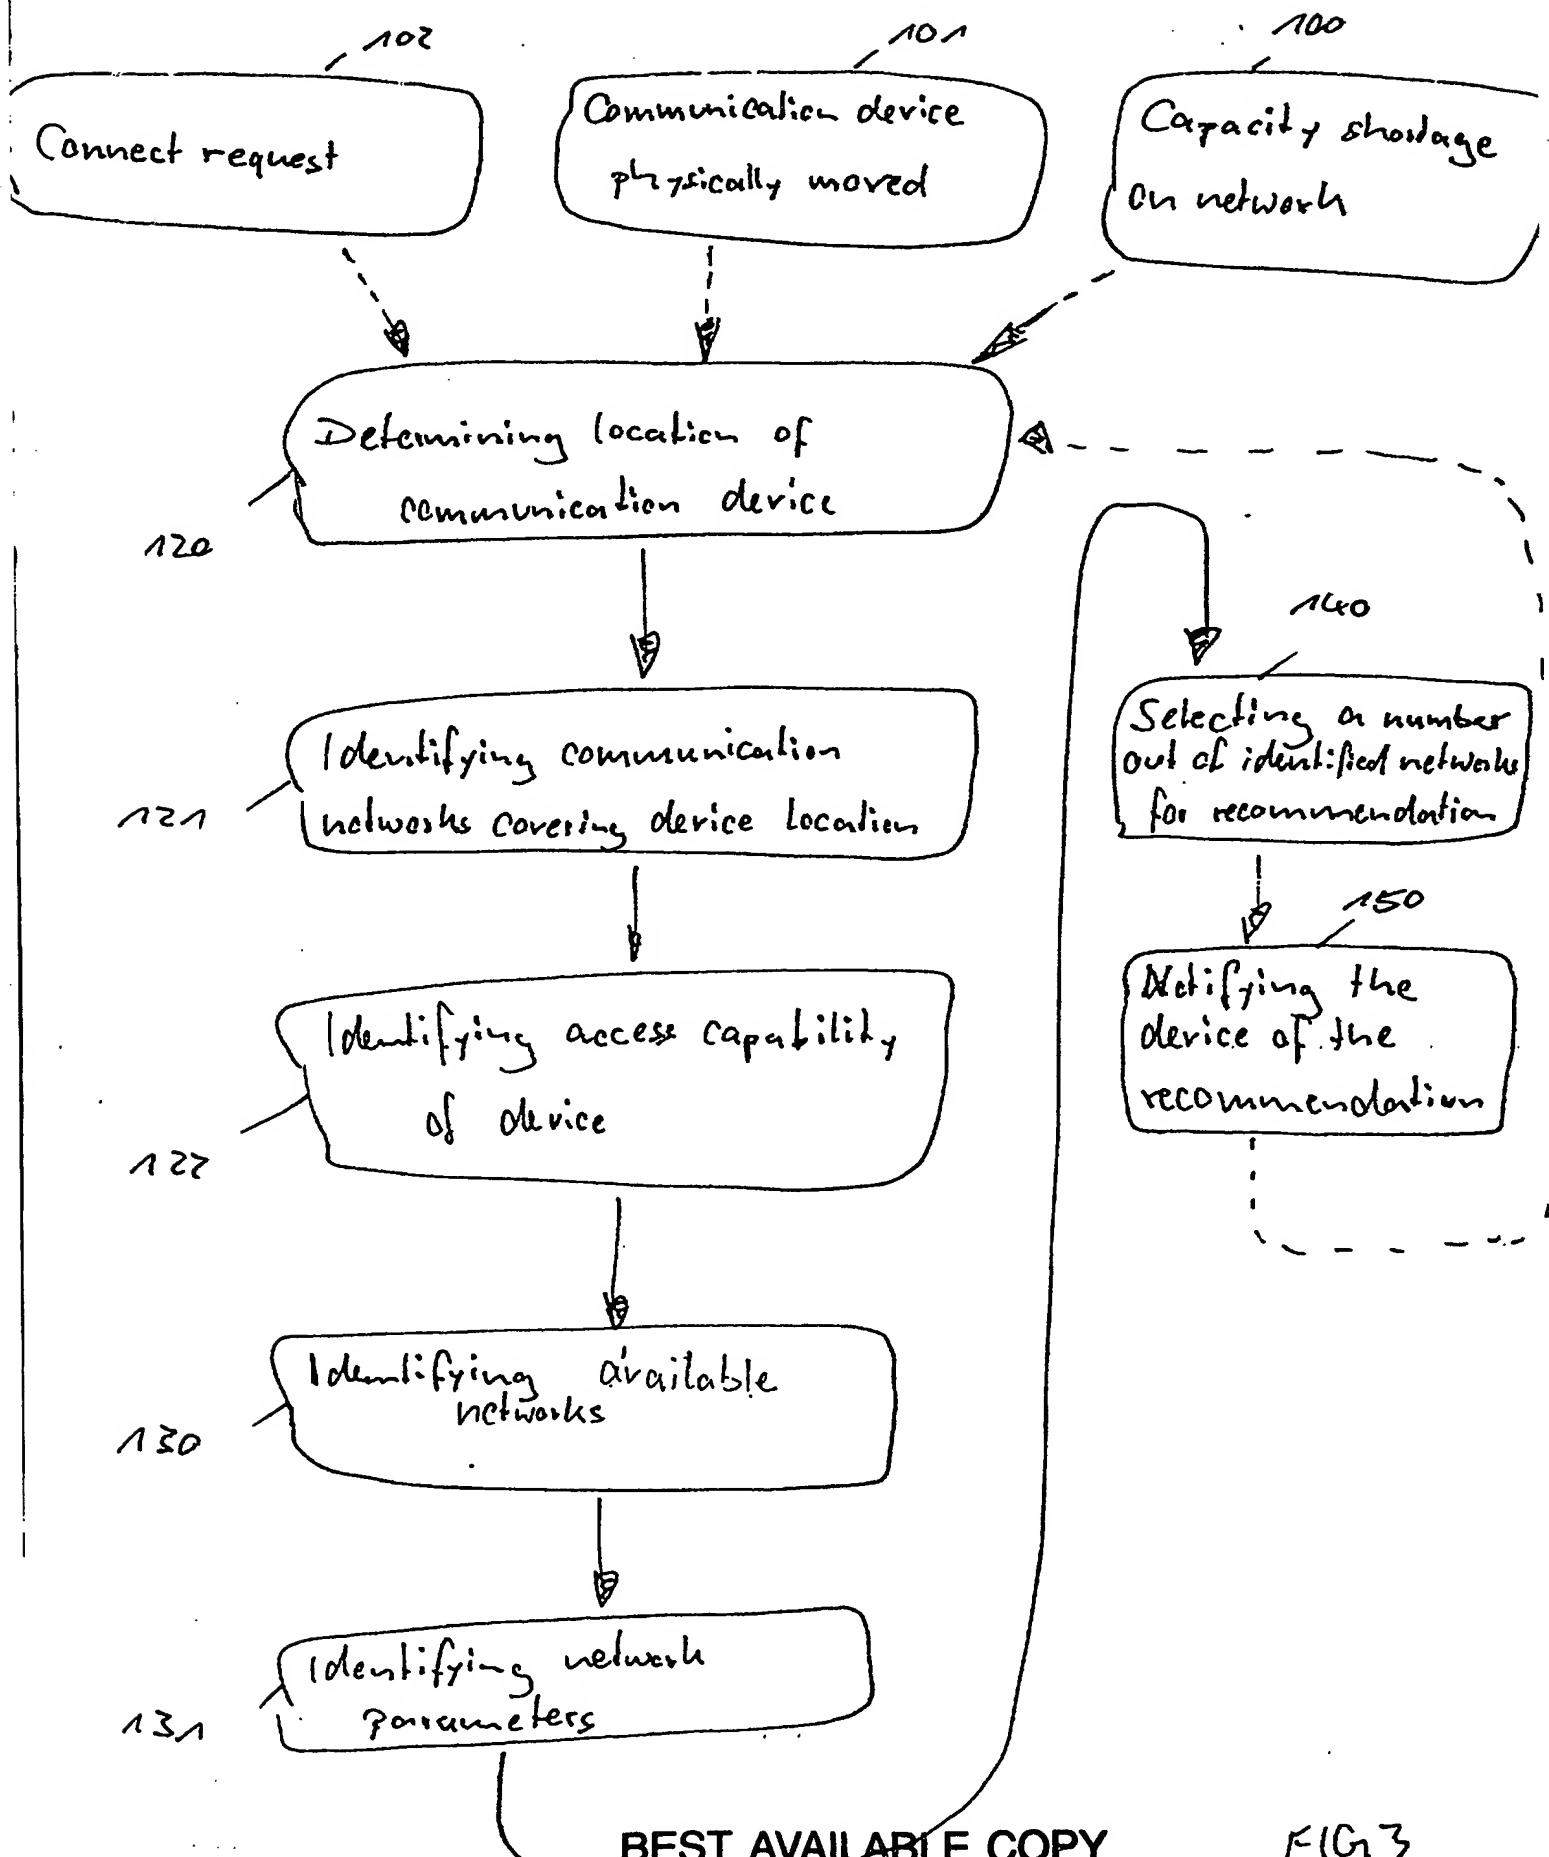 102
101
100
Connect request
Communication device
physically moved
Capacity shortage
on network
Determining location of
communication device
120
Identifying communication
networks covering device location
121
Identifying access capability
of device
122
Identifying available
networks
130
Identifying network
parameters
131
140
Selecting a number
out of identified networks
for recommendation
150
Notifying the
device of the
recommendation
BEST AVAILABLE COPY
FIG 3